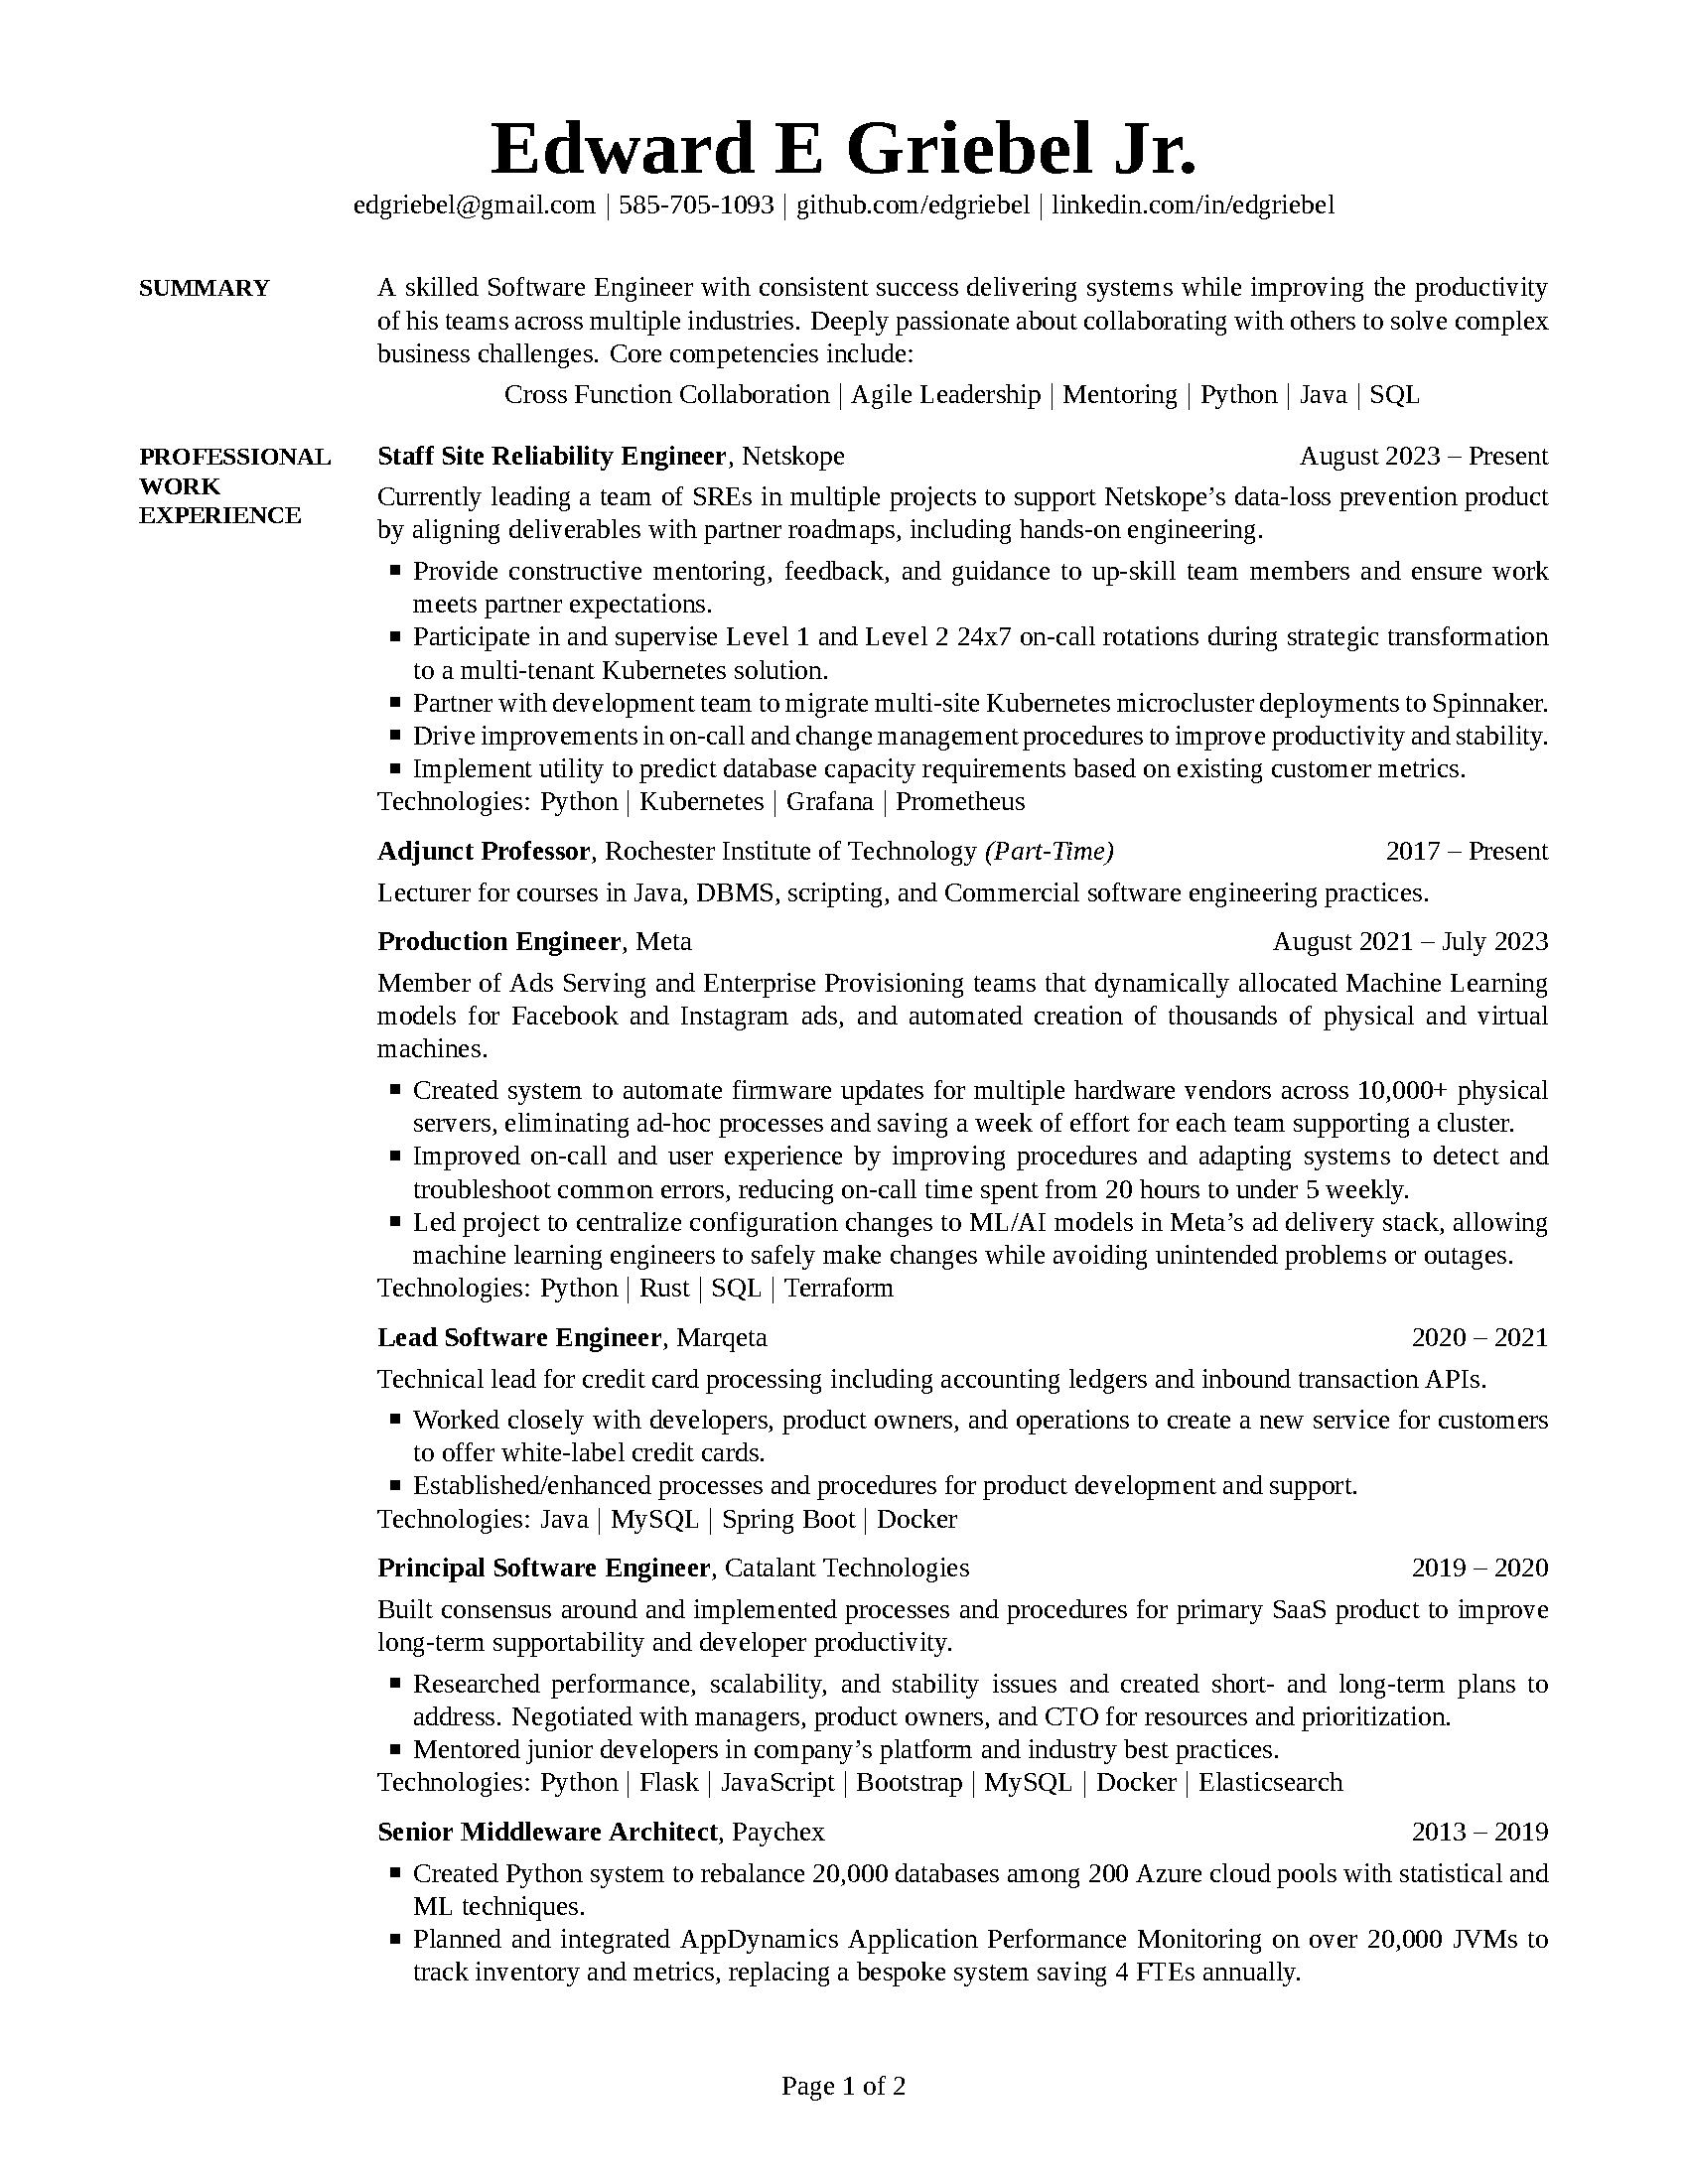 Edward E Griebel Jr.
edgriebel@gmail.com | 585-705-1093 | github.com/edgriebel | linkedin.com/in/edgriebel
SUMMARY
A skilled Software Engineer with consistent success delivering systems while improving the productivity
of his teams across multiple industries. Deeply passionate about collaborating with others to solve complex
business challenges. Core competencies include:
Cross Function Collaboration | Agile Leadership | Mentoring | Python | Java | SQL
PROFESSIONAL
WORK
EXPERIENCE
Staff Site Reliability Engineer, Netskope August 2023 – Present
Currently leading a team of SREs in multiple projects to support Netskope’s data-loss prevention product
by aligning deliverables with partner roadmaps, including hands-on engineering.
▪ Provide constructive mentoring, feedback, and guidance to up-skill team members and ensure work
meets partner expectations.
▪ Participate in and supervise Level 1 and Level 2 24x7 on-call rotations during strategic transformation
to a multi-tenant Kubernetes solution.
▪ Partner with development team to migrate multi-site Kubernetes microcluster deployments to Spinnaker.
▪ Drive improvements in on-call and change management procedures to improve productivity and stability.
▪ Implement utility to predict database capacity requirements based on existing customer metrics.
Technologies: Python | Kubernetes | Grafana | Prometheus
Adjunct Professor, Rochester Institute of Technology (Part-Time) 2017 – Present
Lecturer for courses in Java, DBMS, scripting, and Commercial software engineering practices.
Production Engineer, Meta August 2021 – July 2023
Member of Ads Serving and Enterprise Provisioning teams that dynamically allocated Machine Learning
models for Facebook and Instagram ads, and automated creation of thousands of physical and virtual
machines.
▪ Created system to automate firmware updates for multiple hardware vendors across 10,000+ physical
servers, eliminating ad-hoc processes and saving a week of effort for each team supporting a cluster.
▪ Improved on-call and user experience by improving procedures and adapting systems to detect and
troubleshoot common errors, reducing on-call time spent from 20 hours to under 5 weekly.
▪ Led project to centralize configuration changes to ML/AI models in Meta’s ad delivery stack, allowing
machine learning engineers to safely make changes while avoiding unintended problems or outages.
Technologies: Python | Rust | SQL | Terraform
Lead Software Engineer, Marqeta 2020 – 2021
Technical lead for credit card processing including accounting ledgers and inbound transaction APIs.
▪ Worked closely with developers, product owners, and operations to create a new service for customers
to offer white-label credit cards.
▪ Established/enhanced processes and procedures for product development and support.
Technologies: Java | MySQL | Spring Boot | Docker
Principal Software Engineer, Catalant Technologies 2019 – 2020
Built consensus around and implemented processes and procedures for primary SaaS product to improve
long-term supportability and developer productivity.
▪ Researched performance, scalability, and stability issues and created short- and long-term plans to
address. Negotiated with managers, product owners, and CTO for resources and prioritization.
▪ Mentored junior developers in company’s platform and industry best practices.
Technologies: Python | Flask | JavaScript | Bootstrap | MySQL | Docker | Elasticsearch
Senior Middleware Architect, Paychex 2013 – 2019
▪ Created Python system to rebalance 20,000 databases among 200 Azure cloud pools with statistical and
ML techniques.
▪ Planned and integrated AppDynamics Application Performance Monitoring on over 20,000 JVMs to
track inventory and metrics, replacing a bespoke system saving 4 FTEs annually.
Page 1 of 2